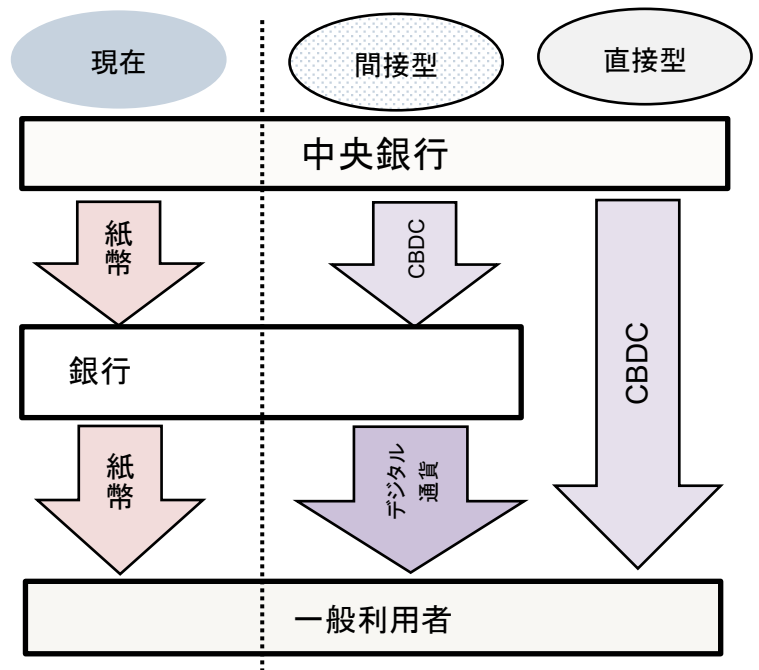 現在
間接型
直接型
中央銀行
紙
幣
CBDC
CBDC
銀行
紙
幣
デジタル
通貨
一般利用者